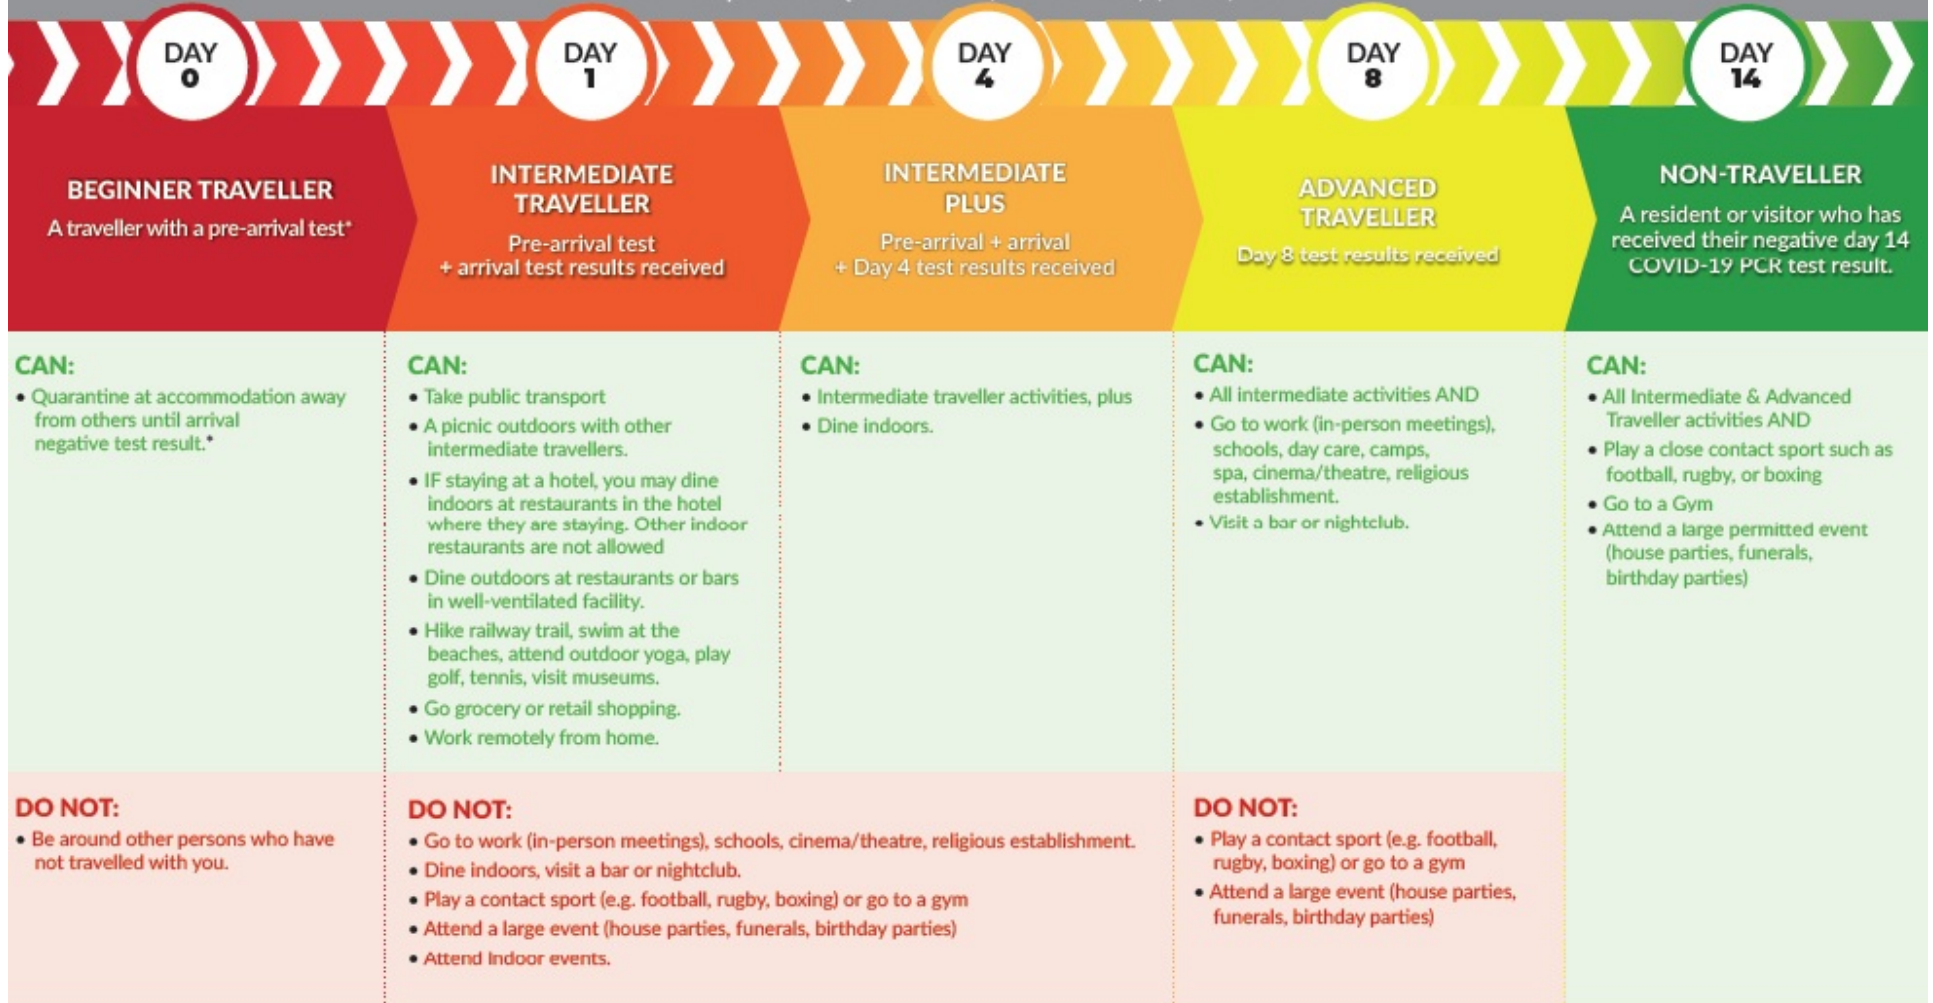 DAY
0
DAY
1
DAY
4
DAY
8
DAY
14
BEGINNER TRAVELLER
A traveller with a pre-arrival test*
INTERMEDIATE
TRAVELLER
Pre-arrival test
+ arrival test results received
INTERMEDIATE
PLUS
Pre-arrival + arrival
+ Day 4 test results received
ADVANCED
TRAVELLER
Day 8 test results received
NON-TRAVELLER
A resident or visitor who has
received their negative day 14
COVID-19 PCR test result.
CAN:
• Quarantine at accommodation away
from others until arrival
negative test result.*
CAN:
• Take public transport
• A picnic outdoors with other
intermediate travellers.
• IF staying at a hotel, you may dine
indoors at restaurants in the hotel
where they are staying. Other indoor
restaurants are not allowed
• Dine outdoors at restaurants or bars
in well-ventilated facility.
• Hike railway trail, swim at the
beaches, attend outdoor yoga, play
golf, tennis, visit museums.
• Go grocery or retail shopping.
• Work remotely from home.
CAN:
• Intermediate traveller activities, plus
• Dine indoors.
CAN:
• All intermediate activities AND
• Go to work (in-person meetings),
schools, day care, camps,
spa, cinema/theatre, religious
establishment.
• Visit a bar or nightclub.
CAN:
• All Intermediate & Advanced
Traveller activities AND
• Play a close contact sport such as
football, rugby, or boxing
• Go to a Gym
• Attend a large permitted event
(house parties, funerals,
birthday parties)
DO NOT:
• Be around other persons who have
not travelled with you.
DO NOT:
• Go to work (in-person meetings), schools, cinema/theatre, religious establishment.
• Dine indoors, visit a bar or nightclub.
• Play a contact sport (e.g. football, rugby, boxing) or go to a gym
• Attend a large event (house parties, funerals, birthday parties)
• Attend Indoor events.
DO NOT:
• Play a contact sport (e.g. football,
rugby, boxing) or go to a gym
• Attend a large event (house parties,
funerals, birthday parties)